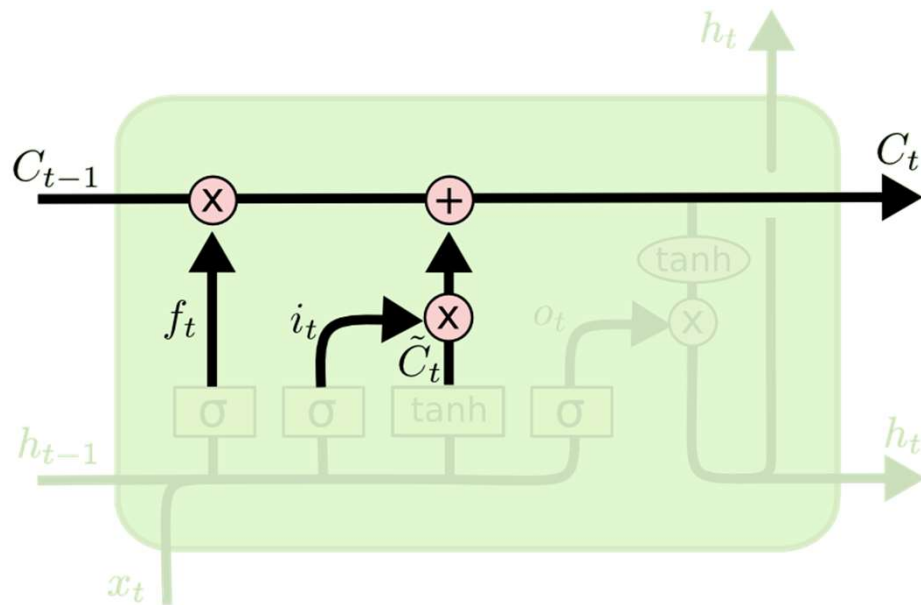 h_t
C_{t-1}
C_t
x
+
tanh
f_t
i_t
x
o_t
x
C̃_t
σ
σ
tanh
σ
h_{t-1}
h_t
x_t